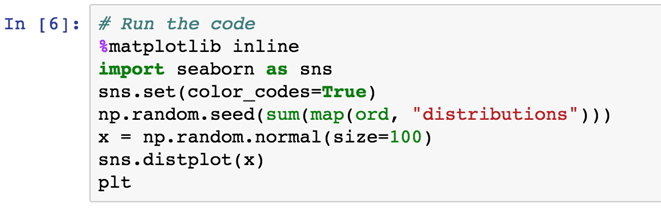 In [6]: # Run the code
%matplotlib inline
import seaborn as sns
sns.set(color_codes=True)
np.random.seed(sum(map(ord, "distributions")))
x = np.random.normal(size=100)
sns.distplot(x)
plt